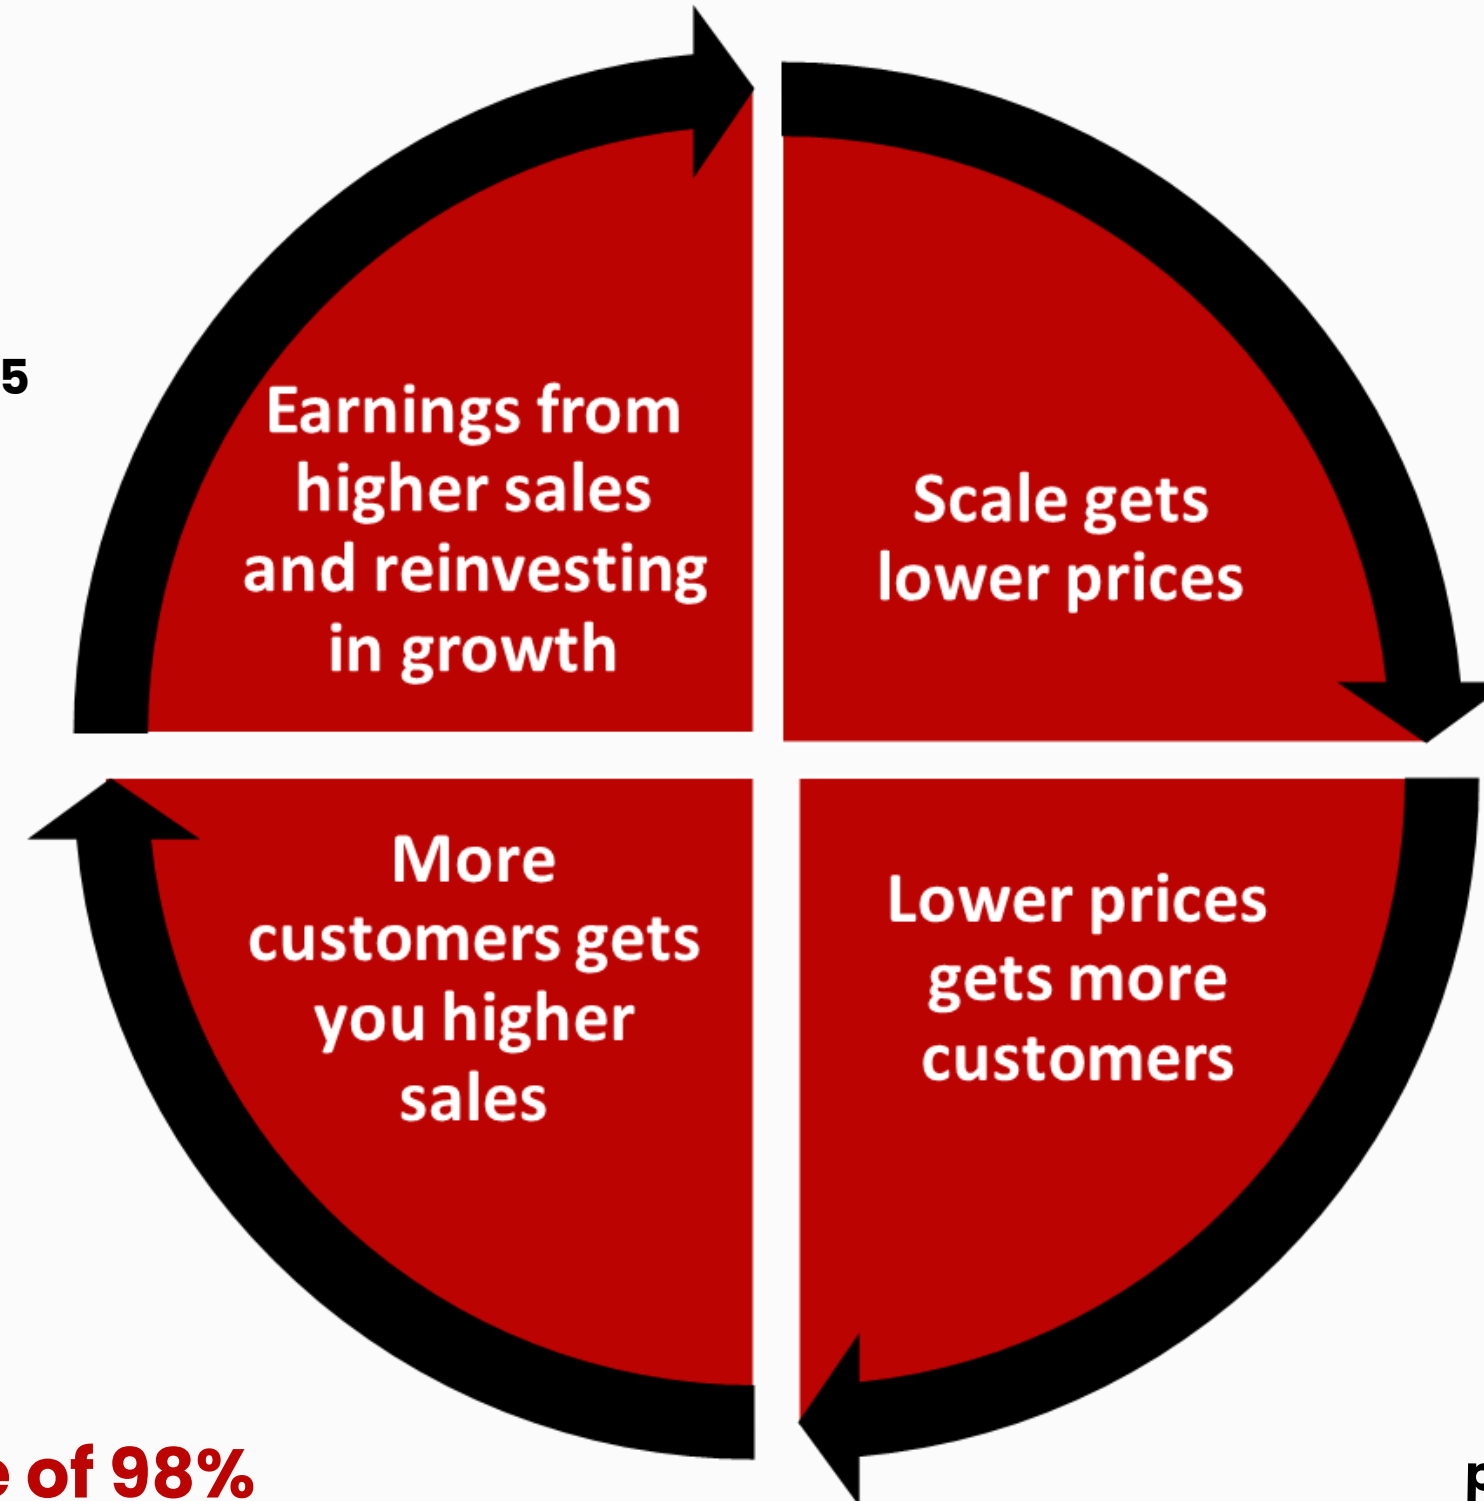 5
Earnings from
higher sales
and reinvesting
in growth
Scale gets
lower prices
More
customers gets
you higher
sales
Lower prices
gets more
customers
of 98%